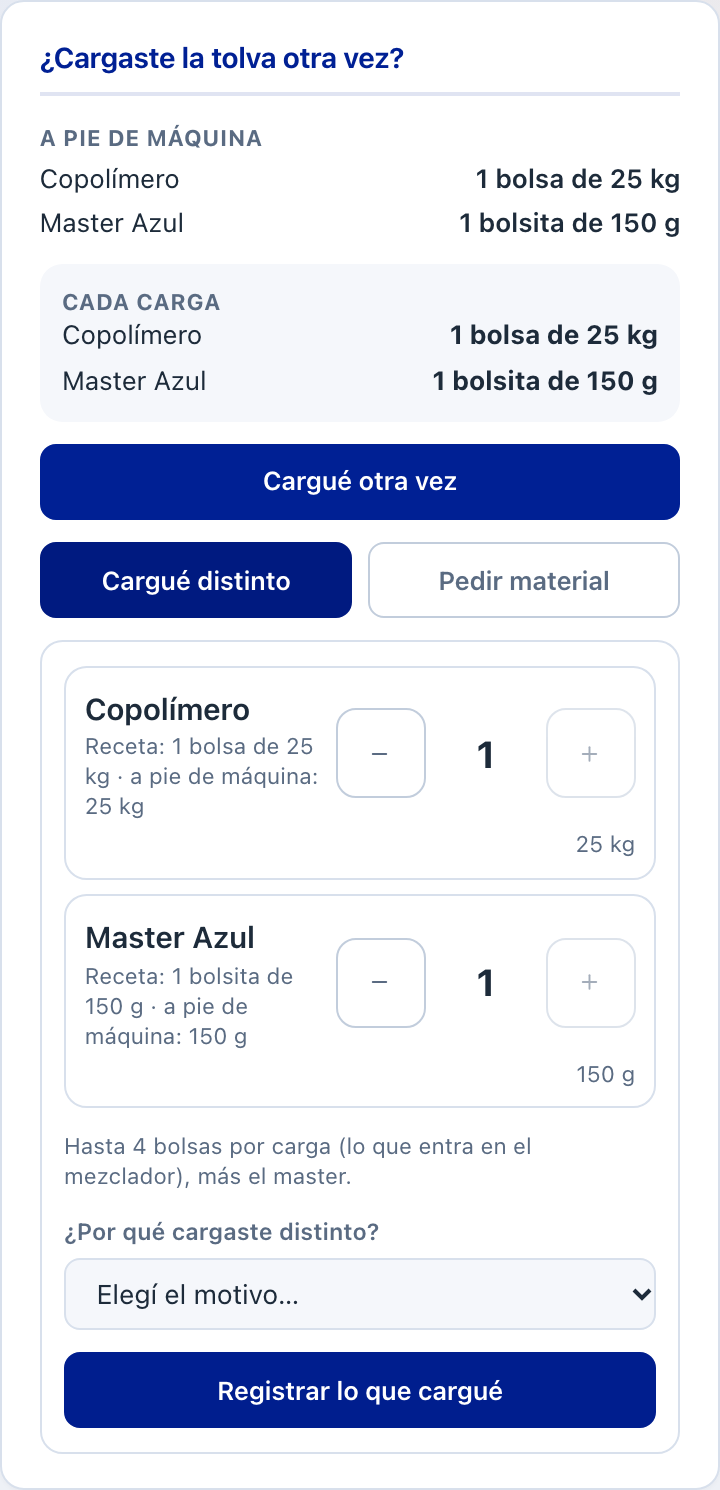 ¿Cargaste la tolva otra vez?
A PIE DE MÁQUINA
Copolímero 1 bolsa de 25 kg
Master Azul 1 bolsita de 150 g
CADA CARGA
Copolímero 1 bolsa de 25 kg
Master Azul 1 bolsita de 150 g
Cargué otra vez
Cargué distinto Pedir material
Copolímero
Receta: 1 bolsa de 25
kg · a pie de máquina:
25 kg
− 1 +
25 kg
Master Azul
Receta: 1 bolsita de
150 g · a pie de
máquina: 150 g
− 1 +
150 g
Hasta 4 bolsas por carga (lo que entra en el
mezclador), más el master.
¿Por qué cargaste distinto?
Elegí el motivo...
Registrar lo que cargué